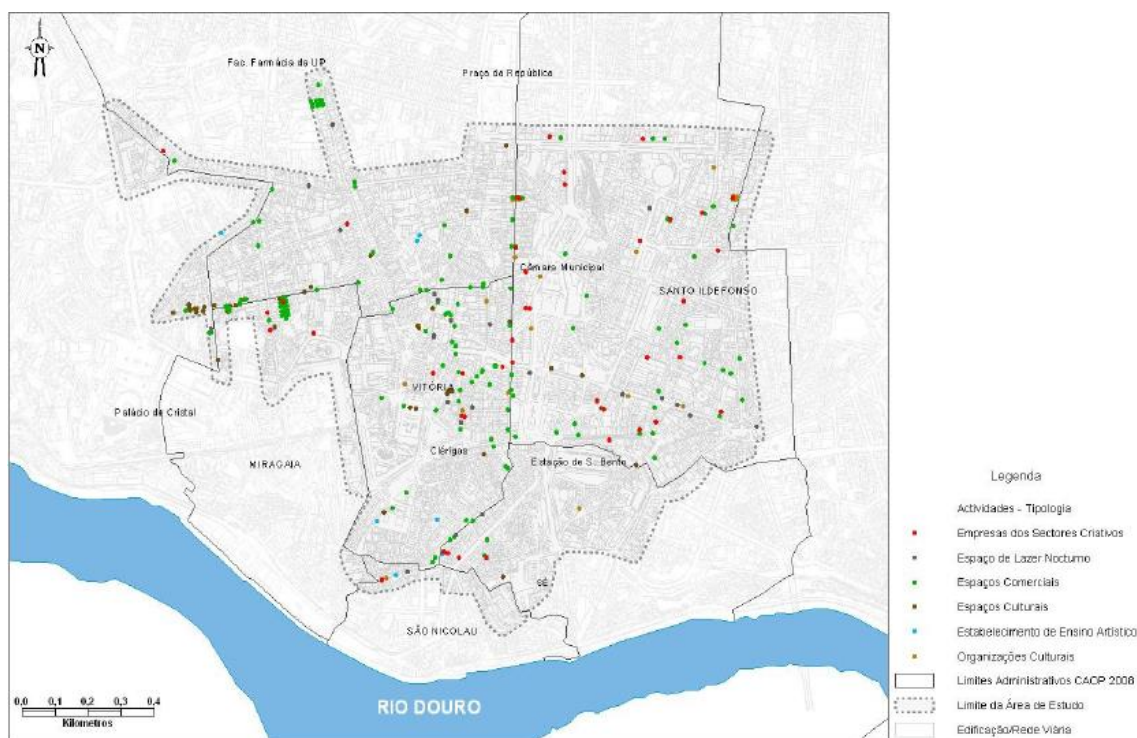 N
Fac. Farmácia da UP
Praça da República
Câmara Municipal
SANTO ILDEFONSO
VITÓRIA
Palácio de Cristal
Clérigos
MIRAGAIA
Estação de S. Bento
SÉ
SÃO NICOLAU
RIO DOURO
0,0 0,1 0,2 0,3 0,4
Kilometros
Legenda
Actividades - Tipologia
Empresas dos Sectores Criativos
Espaço de Lazer Nocturno
Espaços Comerciais
Espaços Culturais
Estabelecimento de Ensino Artístico
Organizações Culturais
Limites Administrativos CAOP 2008
Limite da Área de Estudo
Edificação/Rede Viária